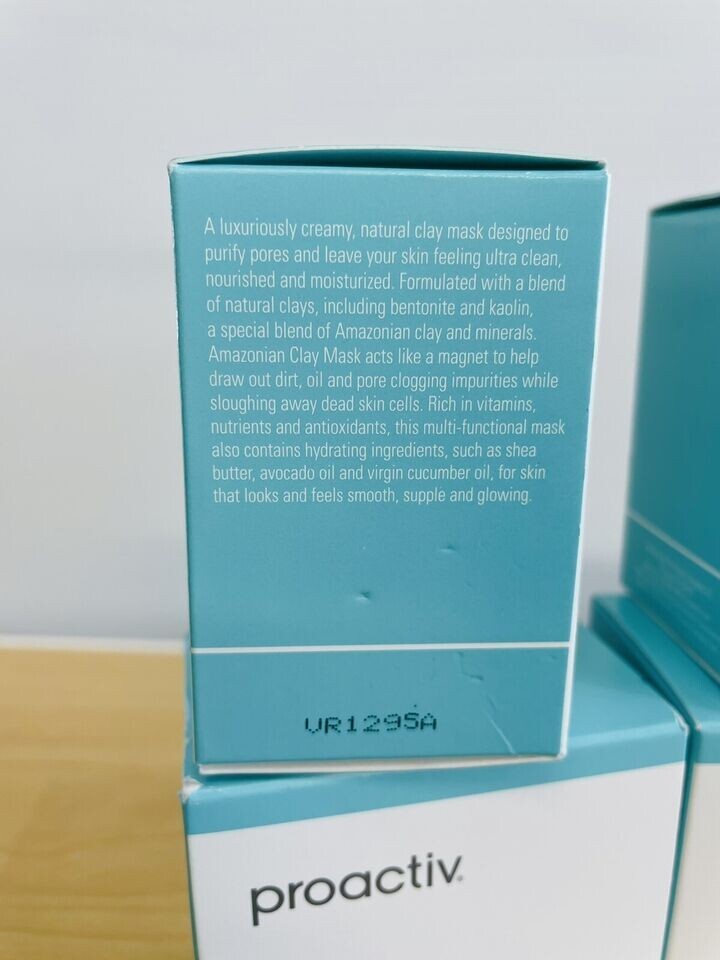 A luxuriously creamy, natural clay mask designed to
purify pores and leave your skin feeling ultra clean,
nourished and moisturized. Formulated with a blend
of natural clays, including bentonite and kaolin,
a special blend of Amazonian clay and minerals.
Amazonian Clay Mask acts like a magnet to help
draw out dirt, oil and pore clogging impurities while
sloughing away dead skin cells. Rich in vitamins,
nutrients and antioxidants, this multi-functional mask
also contains hydrating ingredients, such as shea
butter, avocado oil and virgin cucumber oil, for skin
that looks and feels smooth, supple and glowing.
VR1295A
proactiv